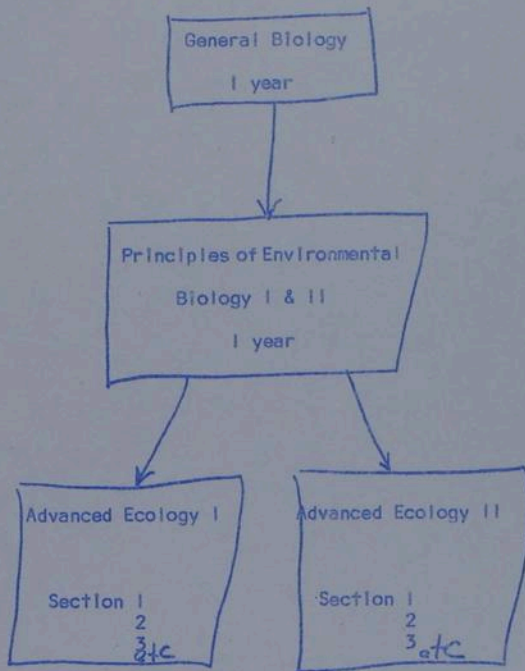 General Biology
1 year
Principles of Environmental
Biology I & II
1 year
Advanced Ecology I
Section 1
2
3
etc
Advanced Ecology II
Section 1
2
3 etc